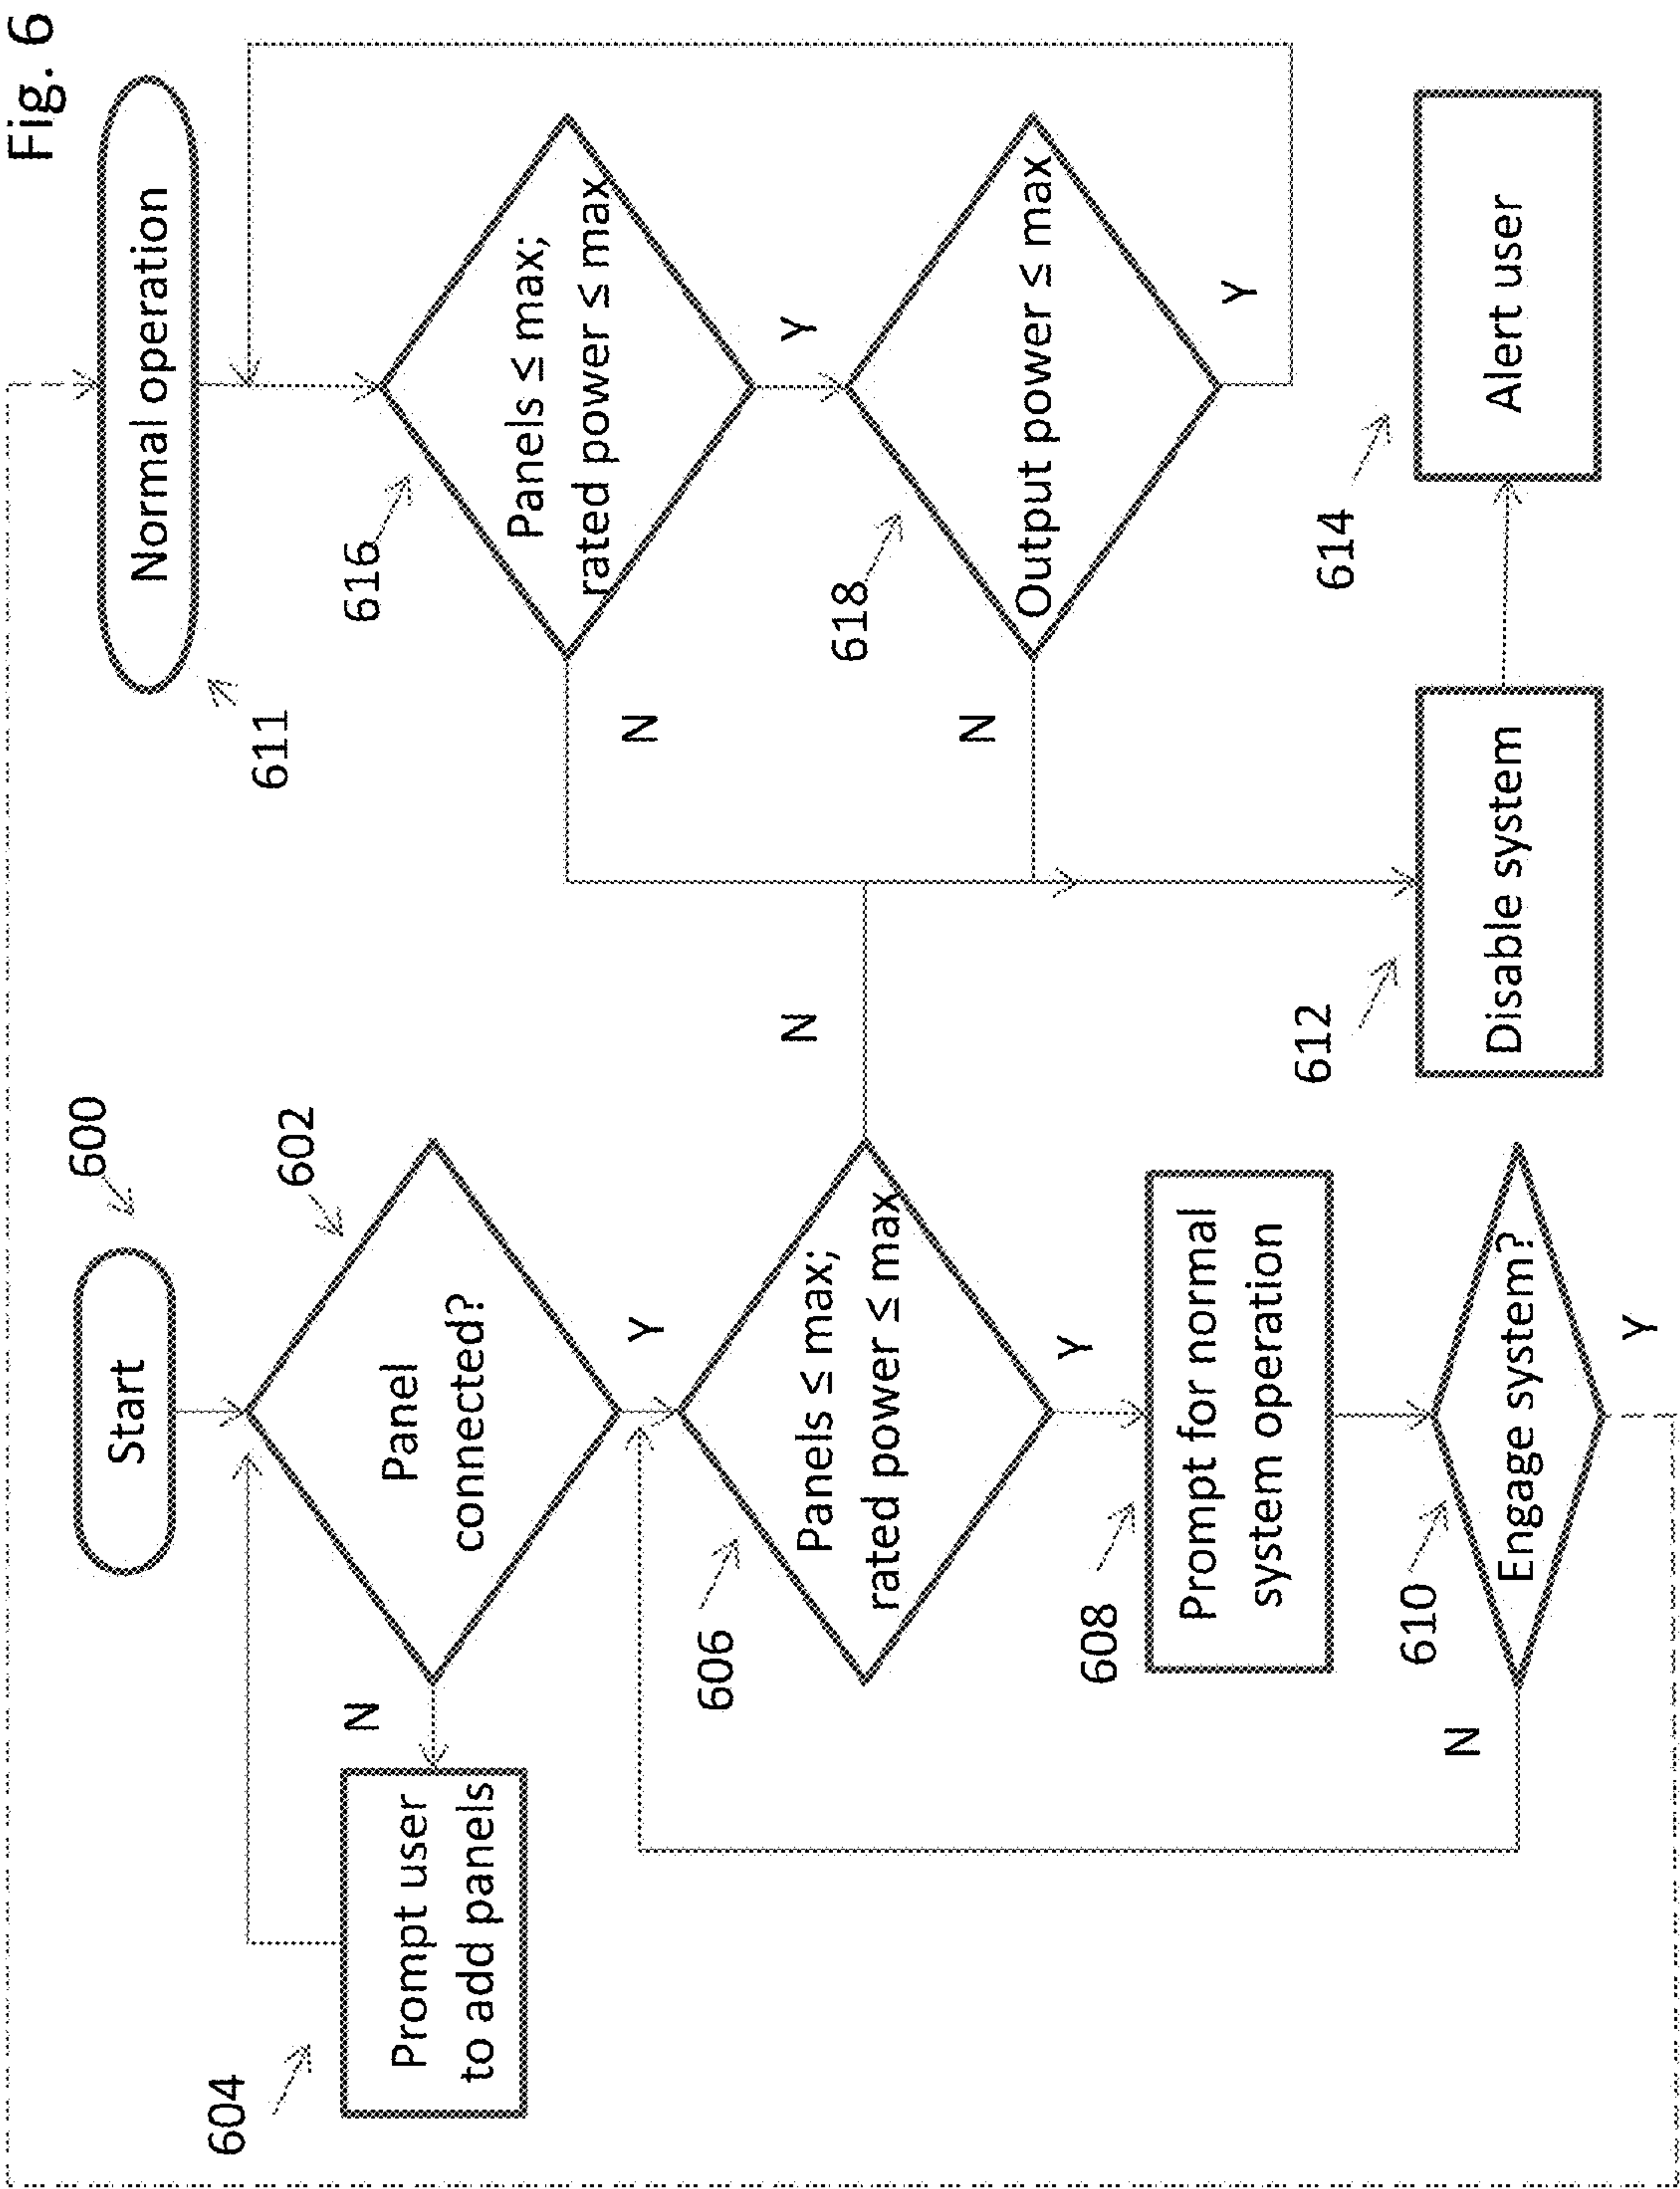 Fig. 6
600
Start
602
Panel
connected?
N
Y
604
Prompt user
to add panels
606
Panels ≤ max;
rated power ≤ max
N
Y
608
Prompt for normal
system operation
610
Engage system?
N
Y
611
Normal operation
616
Panels ≤ max;
rated power ≤ max
N
Y
618
Output power ≤ max
N
Y
612
Disable system
614
Alert user